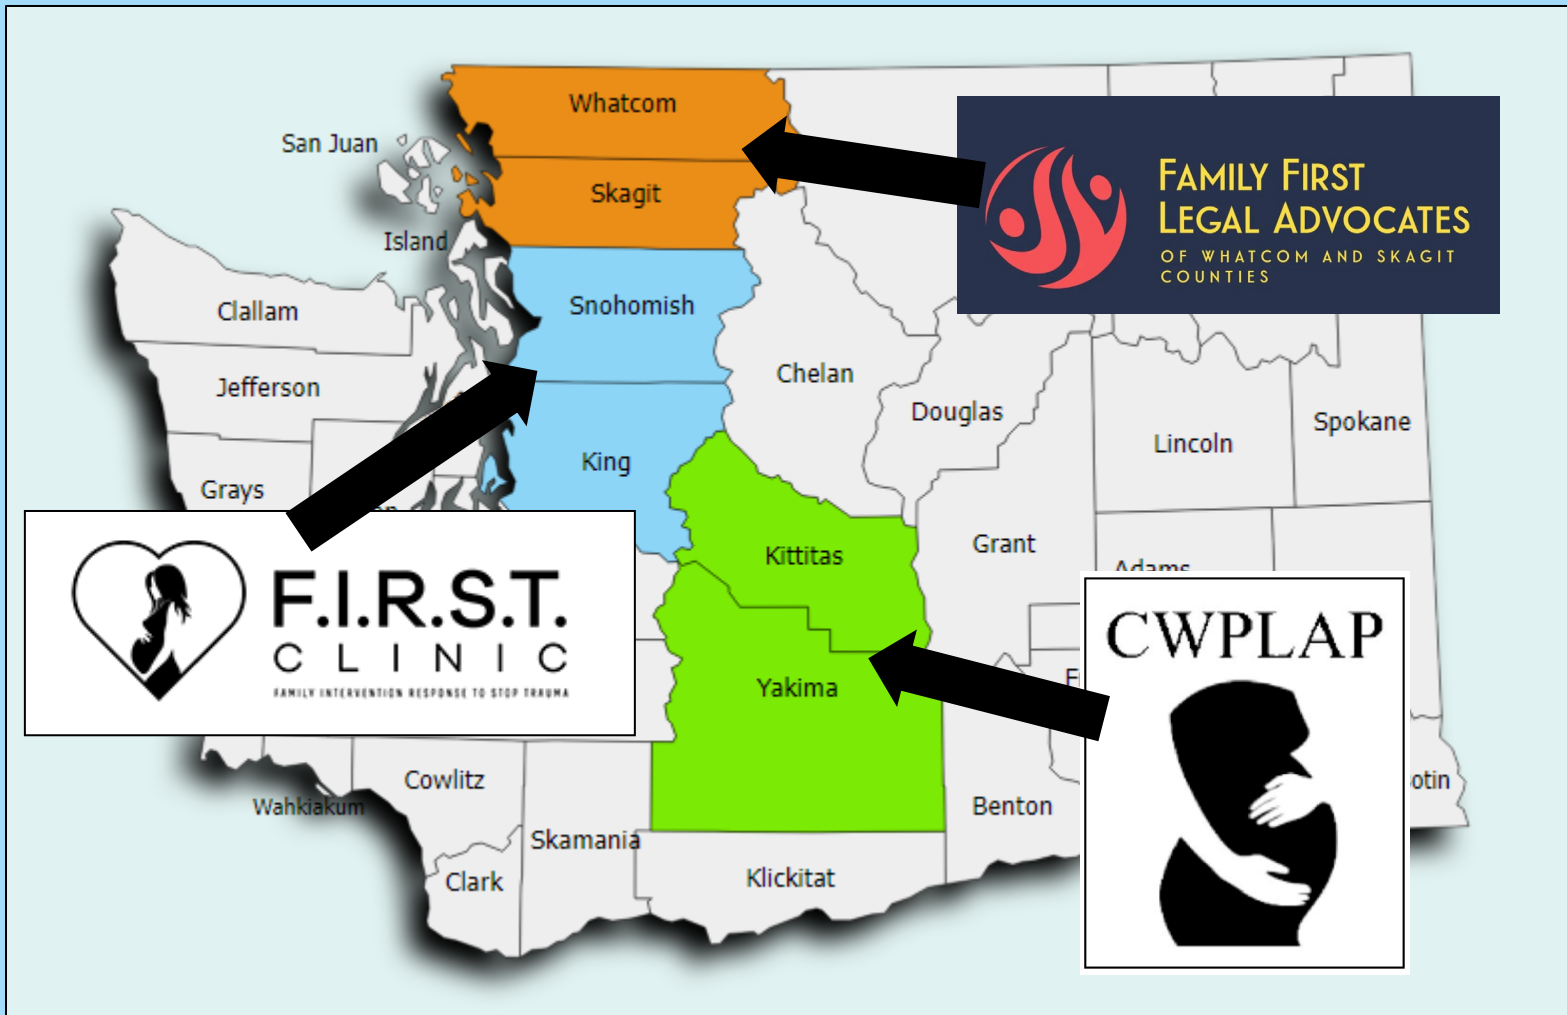 Whatcom
San Juan
Skagit
Island
FAMILY FIRST
LEGAL ADVOCATES
OF WHATCOM AND SKAGIT
COUNTIES
Clallam
Snohomish
Jefferson
Chelan
Douglas
Spokane
Lincoln
King
Grays
Kittitas
Grant
Adams
F.I.R.S.T.
CLINIC
FAMILY INTERVENTION RESPONSE TO STOP TRAUMA
CWPLAP
Yakima
Cowlitz
Wahkiakum
Benton
Skamania
Clark
Klickitat